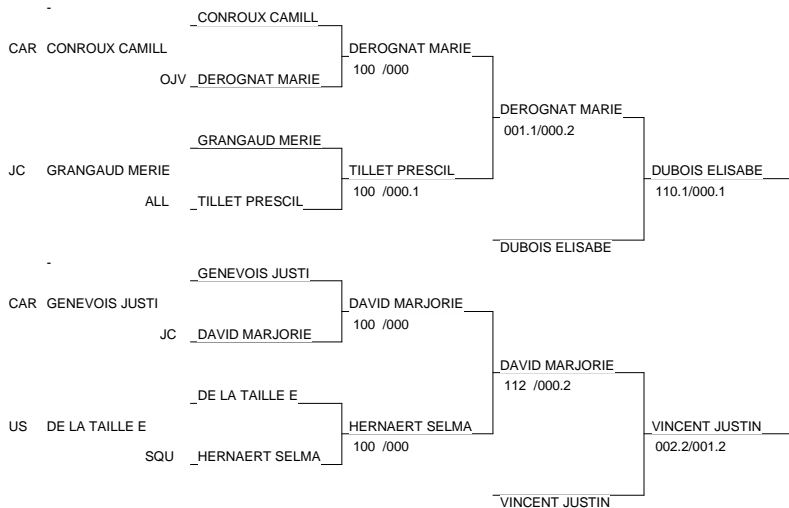 -
CONROUX CAMILL
CAR CONROUX CAMILL
DEROGNAT MARIE
100 /000
OJV DEROGNAT MARIE
DEROGNAT MARIE
001.1/000.2
GRANGAUD MERIE
JC GRANGAUD MERIE
TILLET PRESCIL
100 /000.1
DUBOIS ELISABE
110.1/000.1
ALL TILLET PRESCIL
DUBOIS ELISABE
-
GENEVOIS JUSTI
CAR GENEVOIS JUSTI
DAVID MARJORIE
100 /000
JC DAVID MARJORIE
DAVID MARJORIE
112 /000.2
DE LA TAILLE E
US DE LA TAILLE E
HERNAERT SELMA
100 /000
VINCENT JUSTIN
002.2/001.2
SQU HERNAERT SELMA
VINCENT JUSTIN